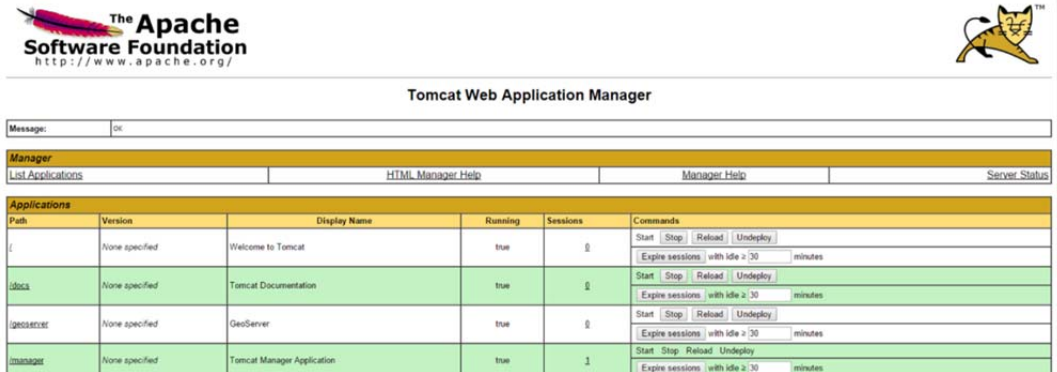 The Apache
Software Foundation
http://www.apache.org/
TM
Tomcat Web Application Manager
Message: OK
Manager
List Applications HTML Manager Help Manager Help Server Status
Applications
Path Version Display Name Running Sessions Commands
/ None specified Welcome to Tomcat true 0 Start Stop Reload Undeploy
Expire sessions with idle ≥ 30 minutes
/docs None specified Tomcat Documentation true 0 Start Stop Reload Undeploy
Expire sessions with idle ≥ 30 minutes
/geoserver None specified GeoServer true 0 Start Stop Reload Undeploy
Expire sessions with idle ≥ 30 minutes
/manager None specified Tomcat Manager Application true 1 Start Stop Reload Undeploy
Expire sessions with idle ≥ 30 minutes